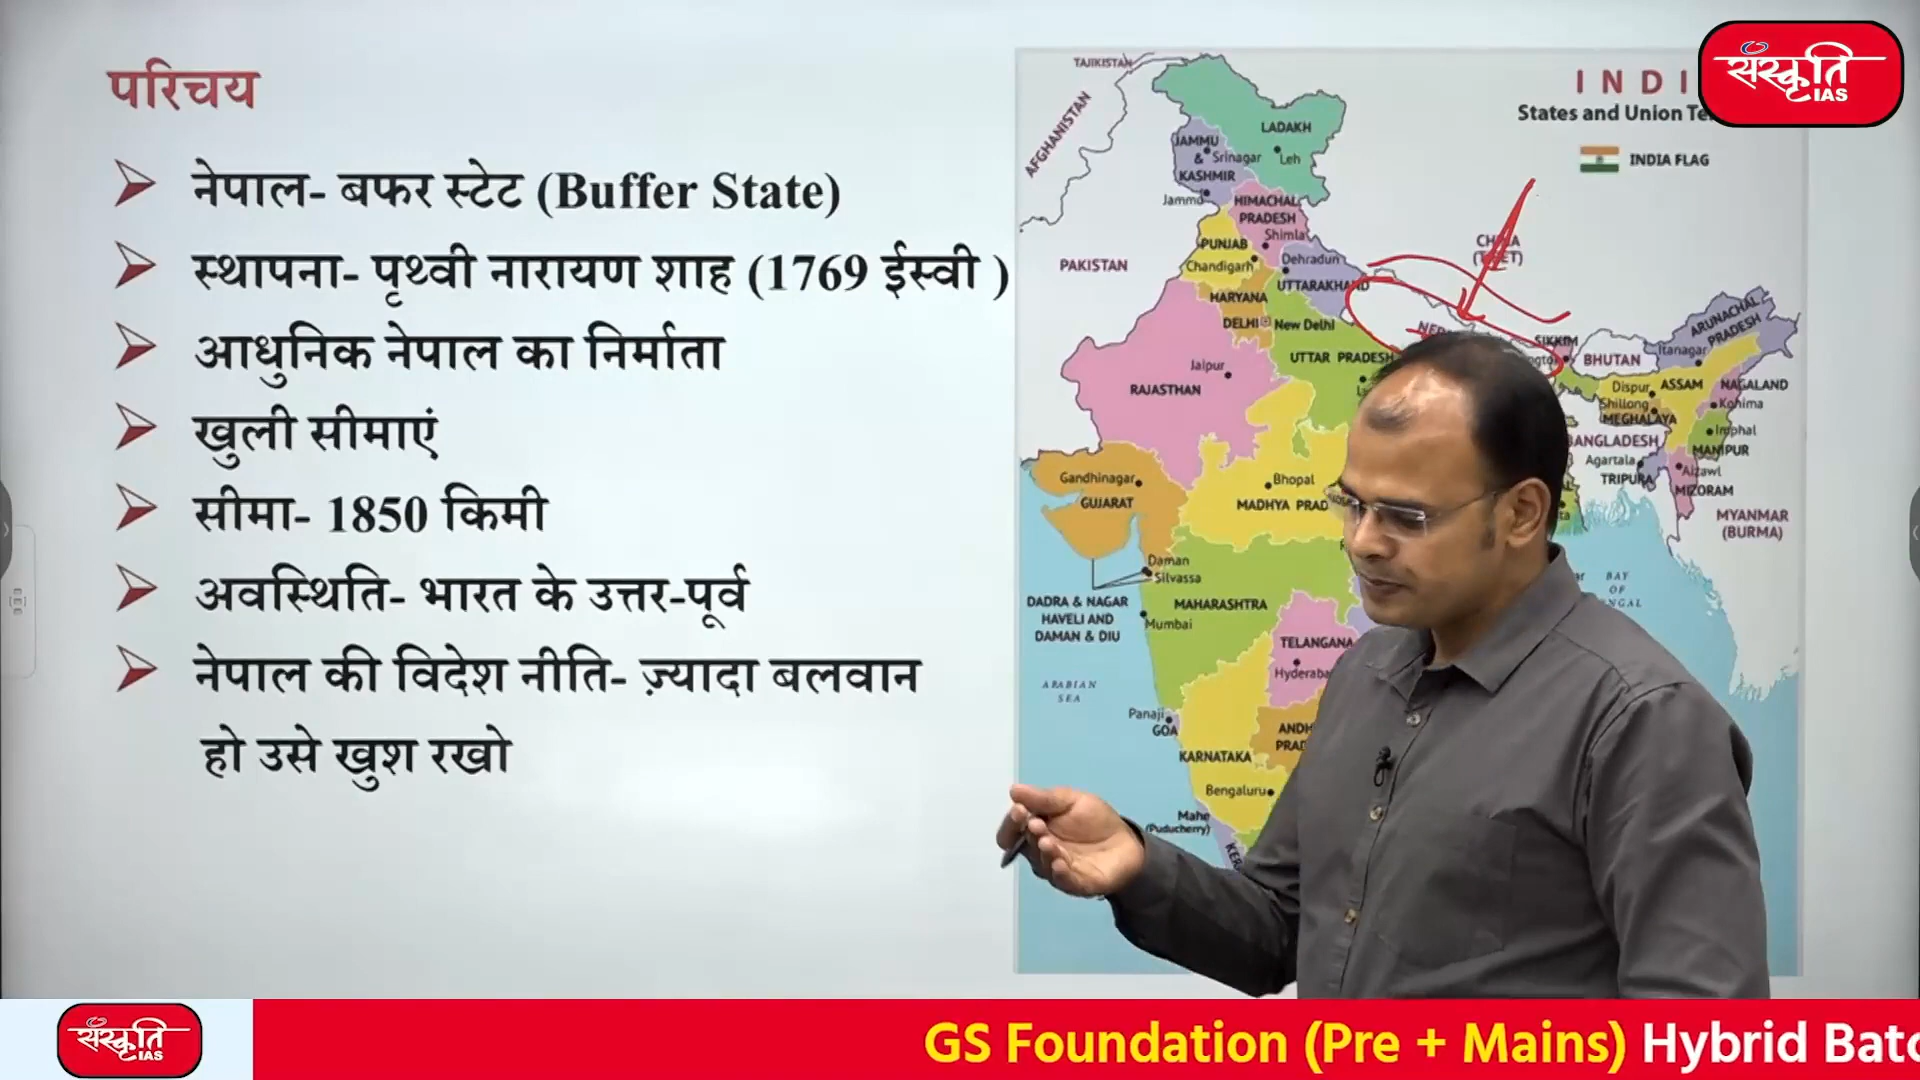 परिचय
नेपाल- बफर स्टेट (Buffer State)
स्थापना- पृथ्वी नारायण शाह (1769 ईस्वी )
आधुनिक नेपाल का निर्माता
खुली सीमाएं
सीमा- 1850 किमी
अवस्थिति- भारत के उत्तर-पूर्व
नेपाल की विदेश नीति- ज़्यादा बलवान
हो उसे खुश रखो
States and Union
INDIA FLAG
संस्कृति
IAS
TAJIKISTAN
AFGHANISTAN
LADAKH
Leh
JAMMU
& Srinagar
KASHMIR
Jammu
HIMACHAL
PRADESH
Shimla
PUNJAB
Chandigarh
Dehradun
UTTARAKHAND
PAKISTAN
HARYANA
DELHI New Delhi
CHINA
(TIBET)
UTTAR PRADESH
Jaipur
RAJASTHAN
SIKKIM
BHUTAN
ARUNACHAL
PRADESH
Itanagar
Dispur ASSAM
NAGALAND
Shillong
Kohima
MEGHALAYA
Imphal
MANIPUR
BANGLADESH
Agartala
Aizawl
TRIPURA
MIZORAM
MYANMAR
(BURMA)
Gandhinagar
GUJARAT
Bhopal
MADHYA
Daman
Silvassa
DADRA & NAGAR
HAVELI AND
DAMAN & DIU
MAHARASHTRA
Mumbai
BAY
OF
TELANGANA
ARABIAN
SEA
Panaji
GOA
KARNATAKA
Bengaluru
Mahe
(Puducherry)
संस्कृति
IAS
GS Foundation (Pre + Mains) Hybrid